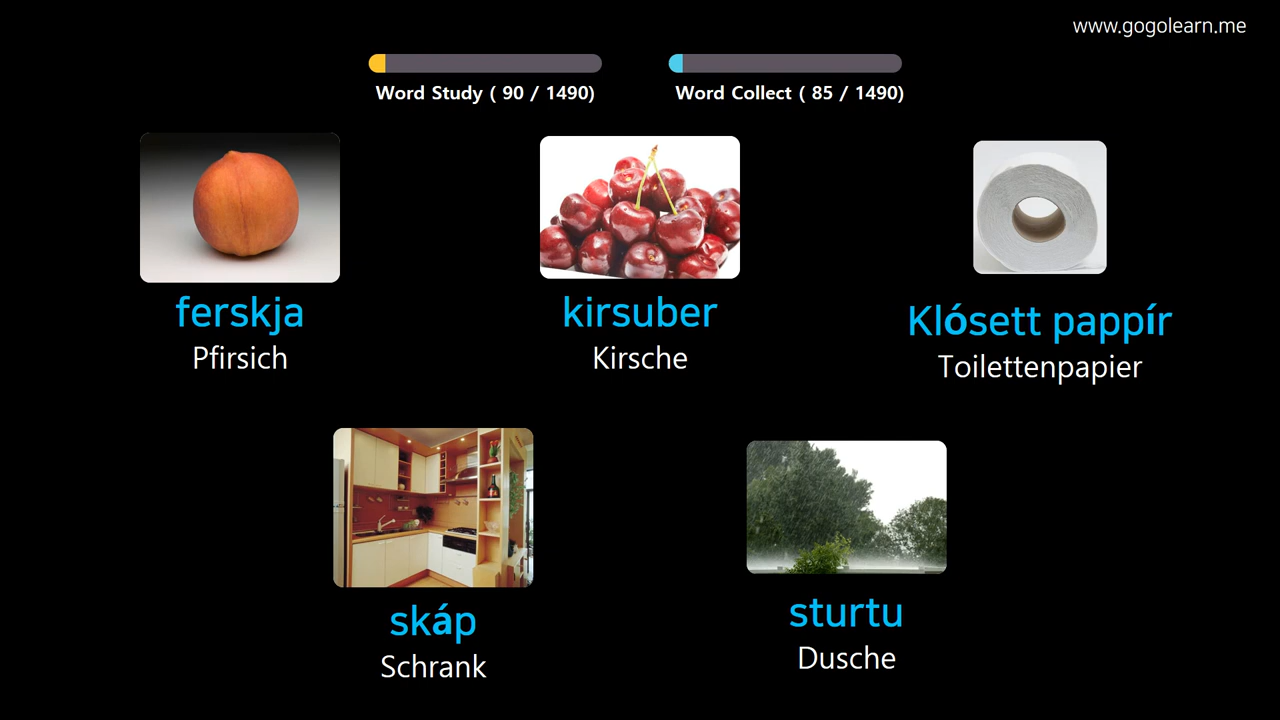 www.gogolearn.me
Word Study ( 90 / 1490)
Word Collect ( 85 / 1490)
ferskja
Pfirsich
kirsuber
Kirsche
Klósett pappír
Toilettenpapier
skáp
Schrank
sturtu
Dusche